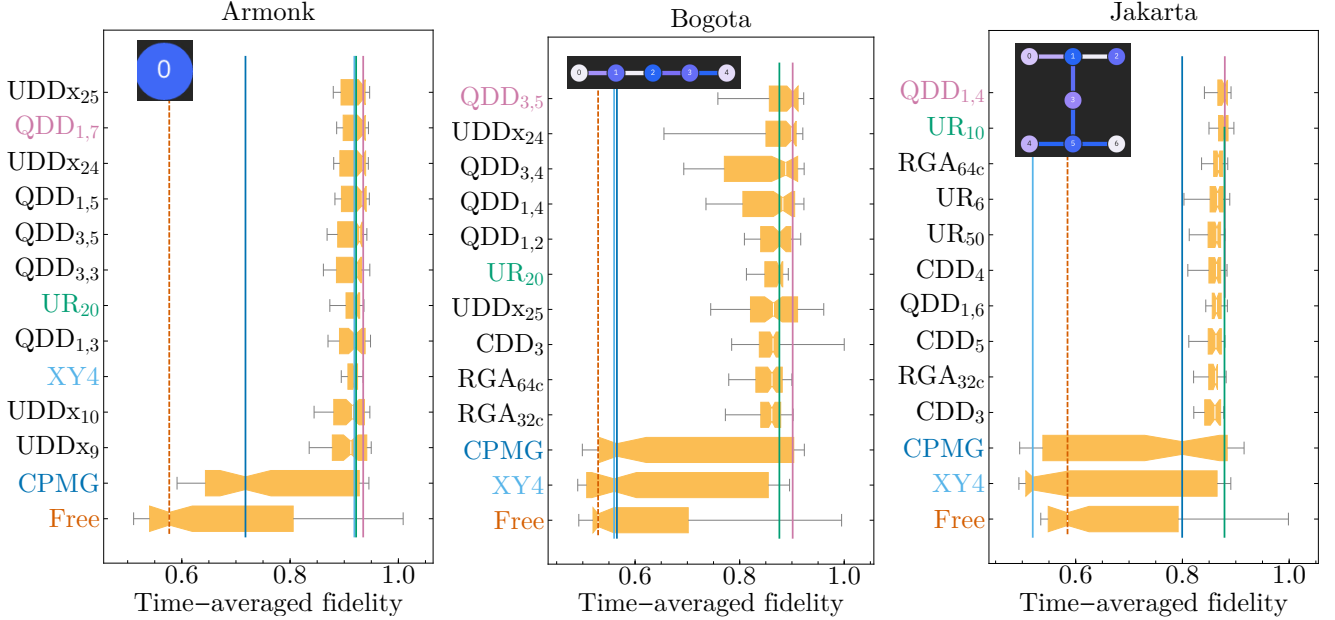 Armonk
0
UDDx₂₅
QDD₁,₇
UDDx₂₄
QDD₁,₅
QDD₃,₅
QDD₃,₃
UR₂₀
QDD₁,₃
XY4
UDDx₁₀
UDDx₉
CPMG
Free
0.6 0.8 1.0
Time−averaged fidelity
Bogota
0 1 2 3 4
QDD₃,₅
UDDx₂₄
QDD₃,₄
QDD₁,₄
QDD₁,₂
UR₂₀
UDDx₂₅
CDD₃
RGA₆₄c
RGA₃₂c
CPMG
XY4
Free
0.6 0.8 1.0
Time−averaged fidelity
Jakarta
0 1 2
3
4 5 6
QDD₁,₄
UR₁₀
RGA₆₄c
UR₆
UR₅₀
CDD₄
QDD₁,₆
CDD₅
RGA₃₂c
CDD₃
CPMG
XY4
Free
0.6 0.8 1.0
Time−averaged fidelity